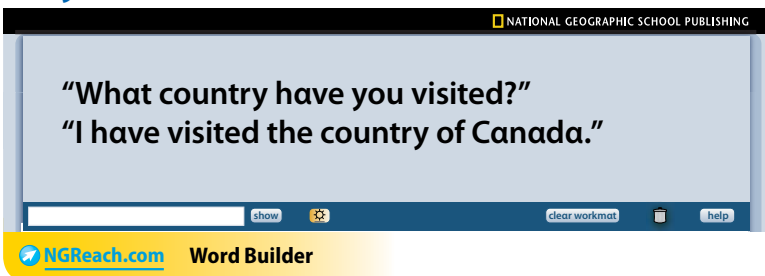 NATIONAL GEOGRAPHIC SCHOOL PUBLISHING
“What country have you visited?”
“I have visited the country of Canada.”
show clear workmat help
NGReach.com Word Builder